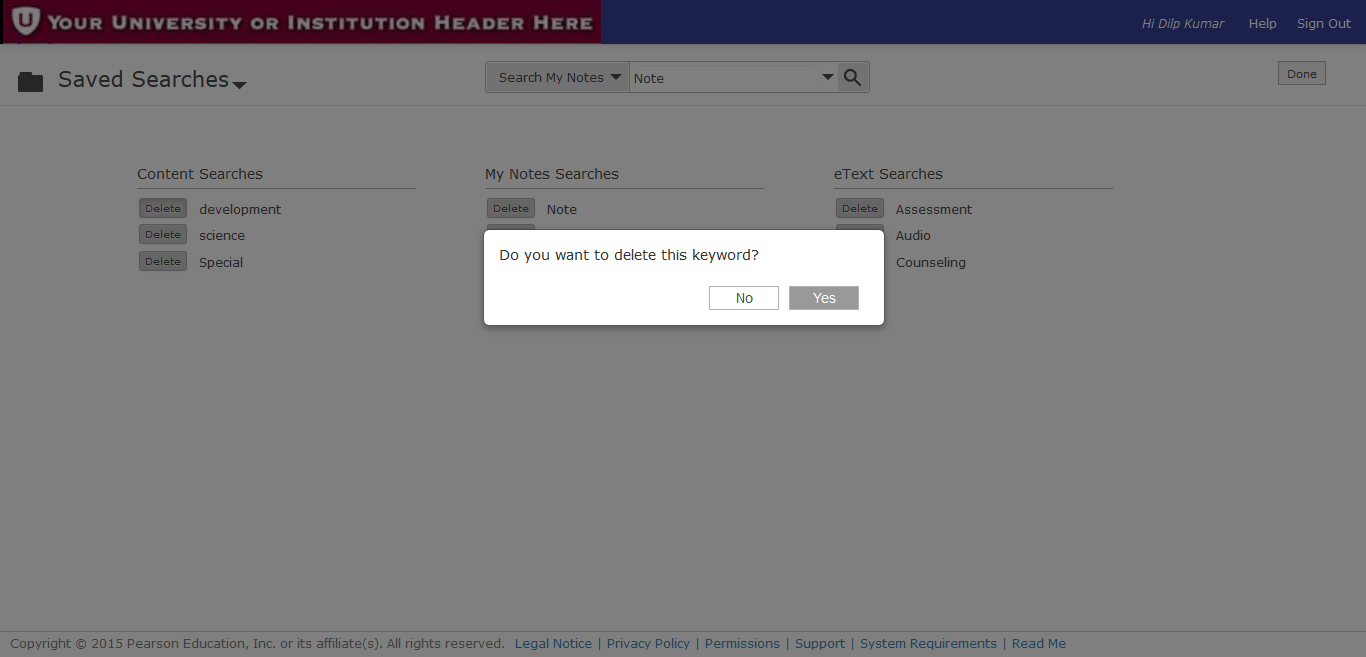 YOUR UNIVERSITY OR INSTITUTION HEADER HERE
Hi Dilp Kumar Help Sign Out
Saved Searches
Search My Notes Note
Done
Content Searches
Delete development
Delete science
Delete Special
My Notes Searches
Delete Note
eText Searches
Delete Assessment
Audio
Counseling
Do you want to delete this keyword?
No Yes
Copyright © 2015 Pearson Education, Inc. or its affiliate(s). All rights reserved. Legal Notice | Privacy Policy | Permissions | Support | System Requirements | Read Me